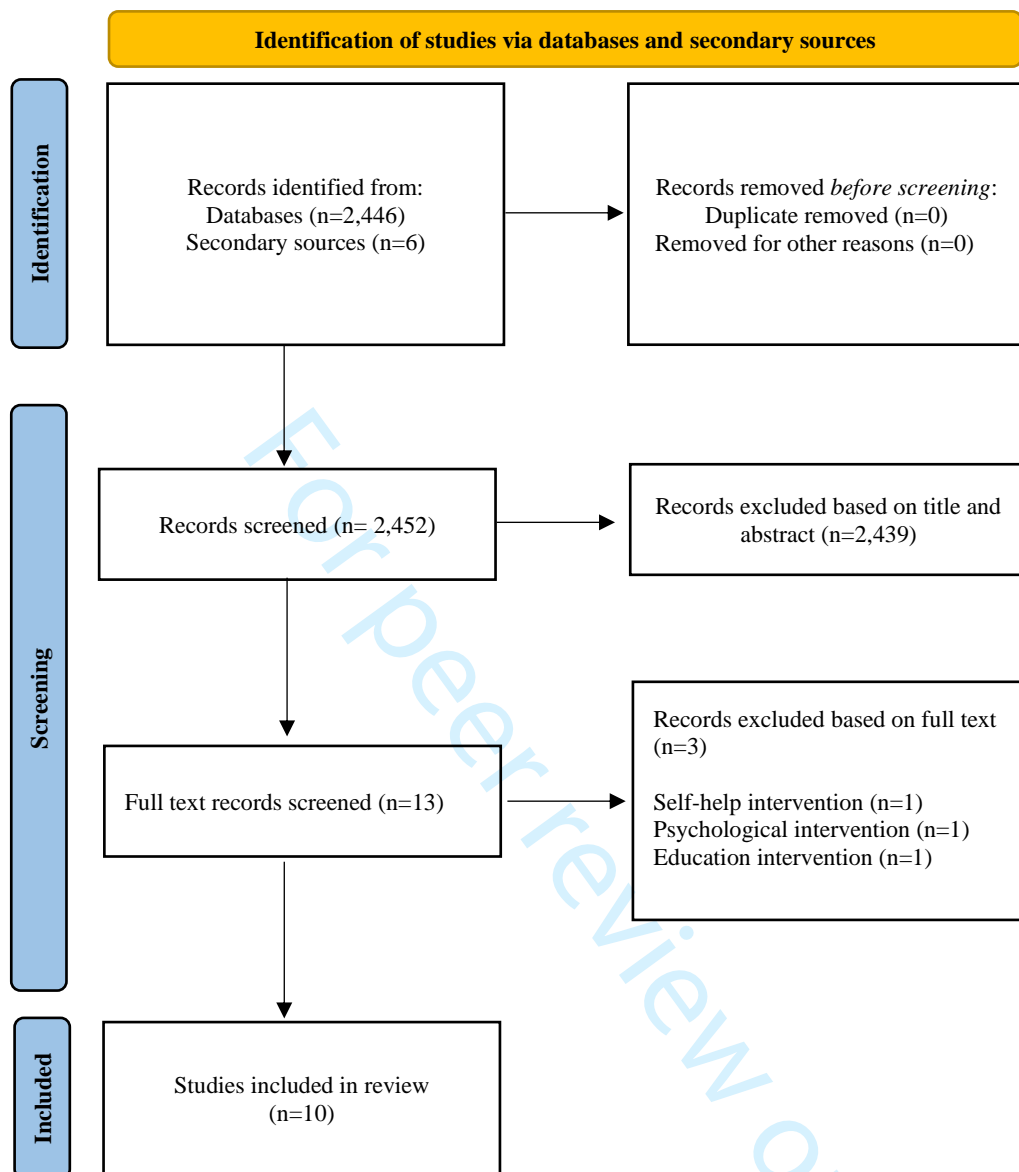 Identification of studies via databases and secondary sources
Identification
Records identified from:
Databases (n=2,446)
Secondary sources (n=6)
Records removed before screening:
Duplicate removed (n=0)
Removed for other reasons (n=0)
Screening
Records screened (n= 2,452)
Records excluded based on title and
abstract (n=2,439)
Full text records screened (n=13)
Records excluded based on full text
(n=3)
Self-help intervention (n=1)
Psychological intervention (n=1)
Education intervention (n=1)
Included
Studies included in review
(n=10)
For peer review o